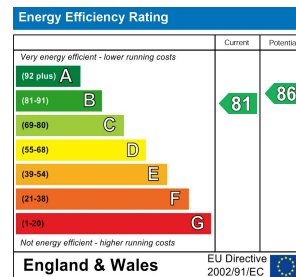 Energy Efficiency Rating
Current Potentia
Very energy efficient - lower running costs
(92 plus) A
(81-91) B
(69-80) C
(55-68) D
(39-54) E
(21-38) F
(1-20) G
81
86
Not energy efficient - higher running costs
England & Wales
EU Directive
2002/91/EC